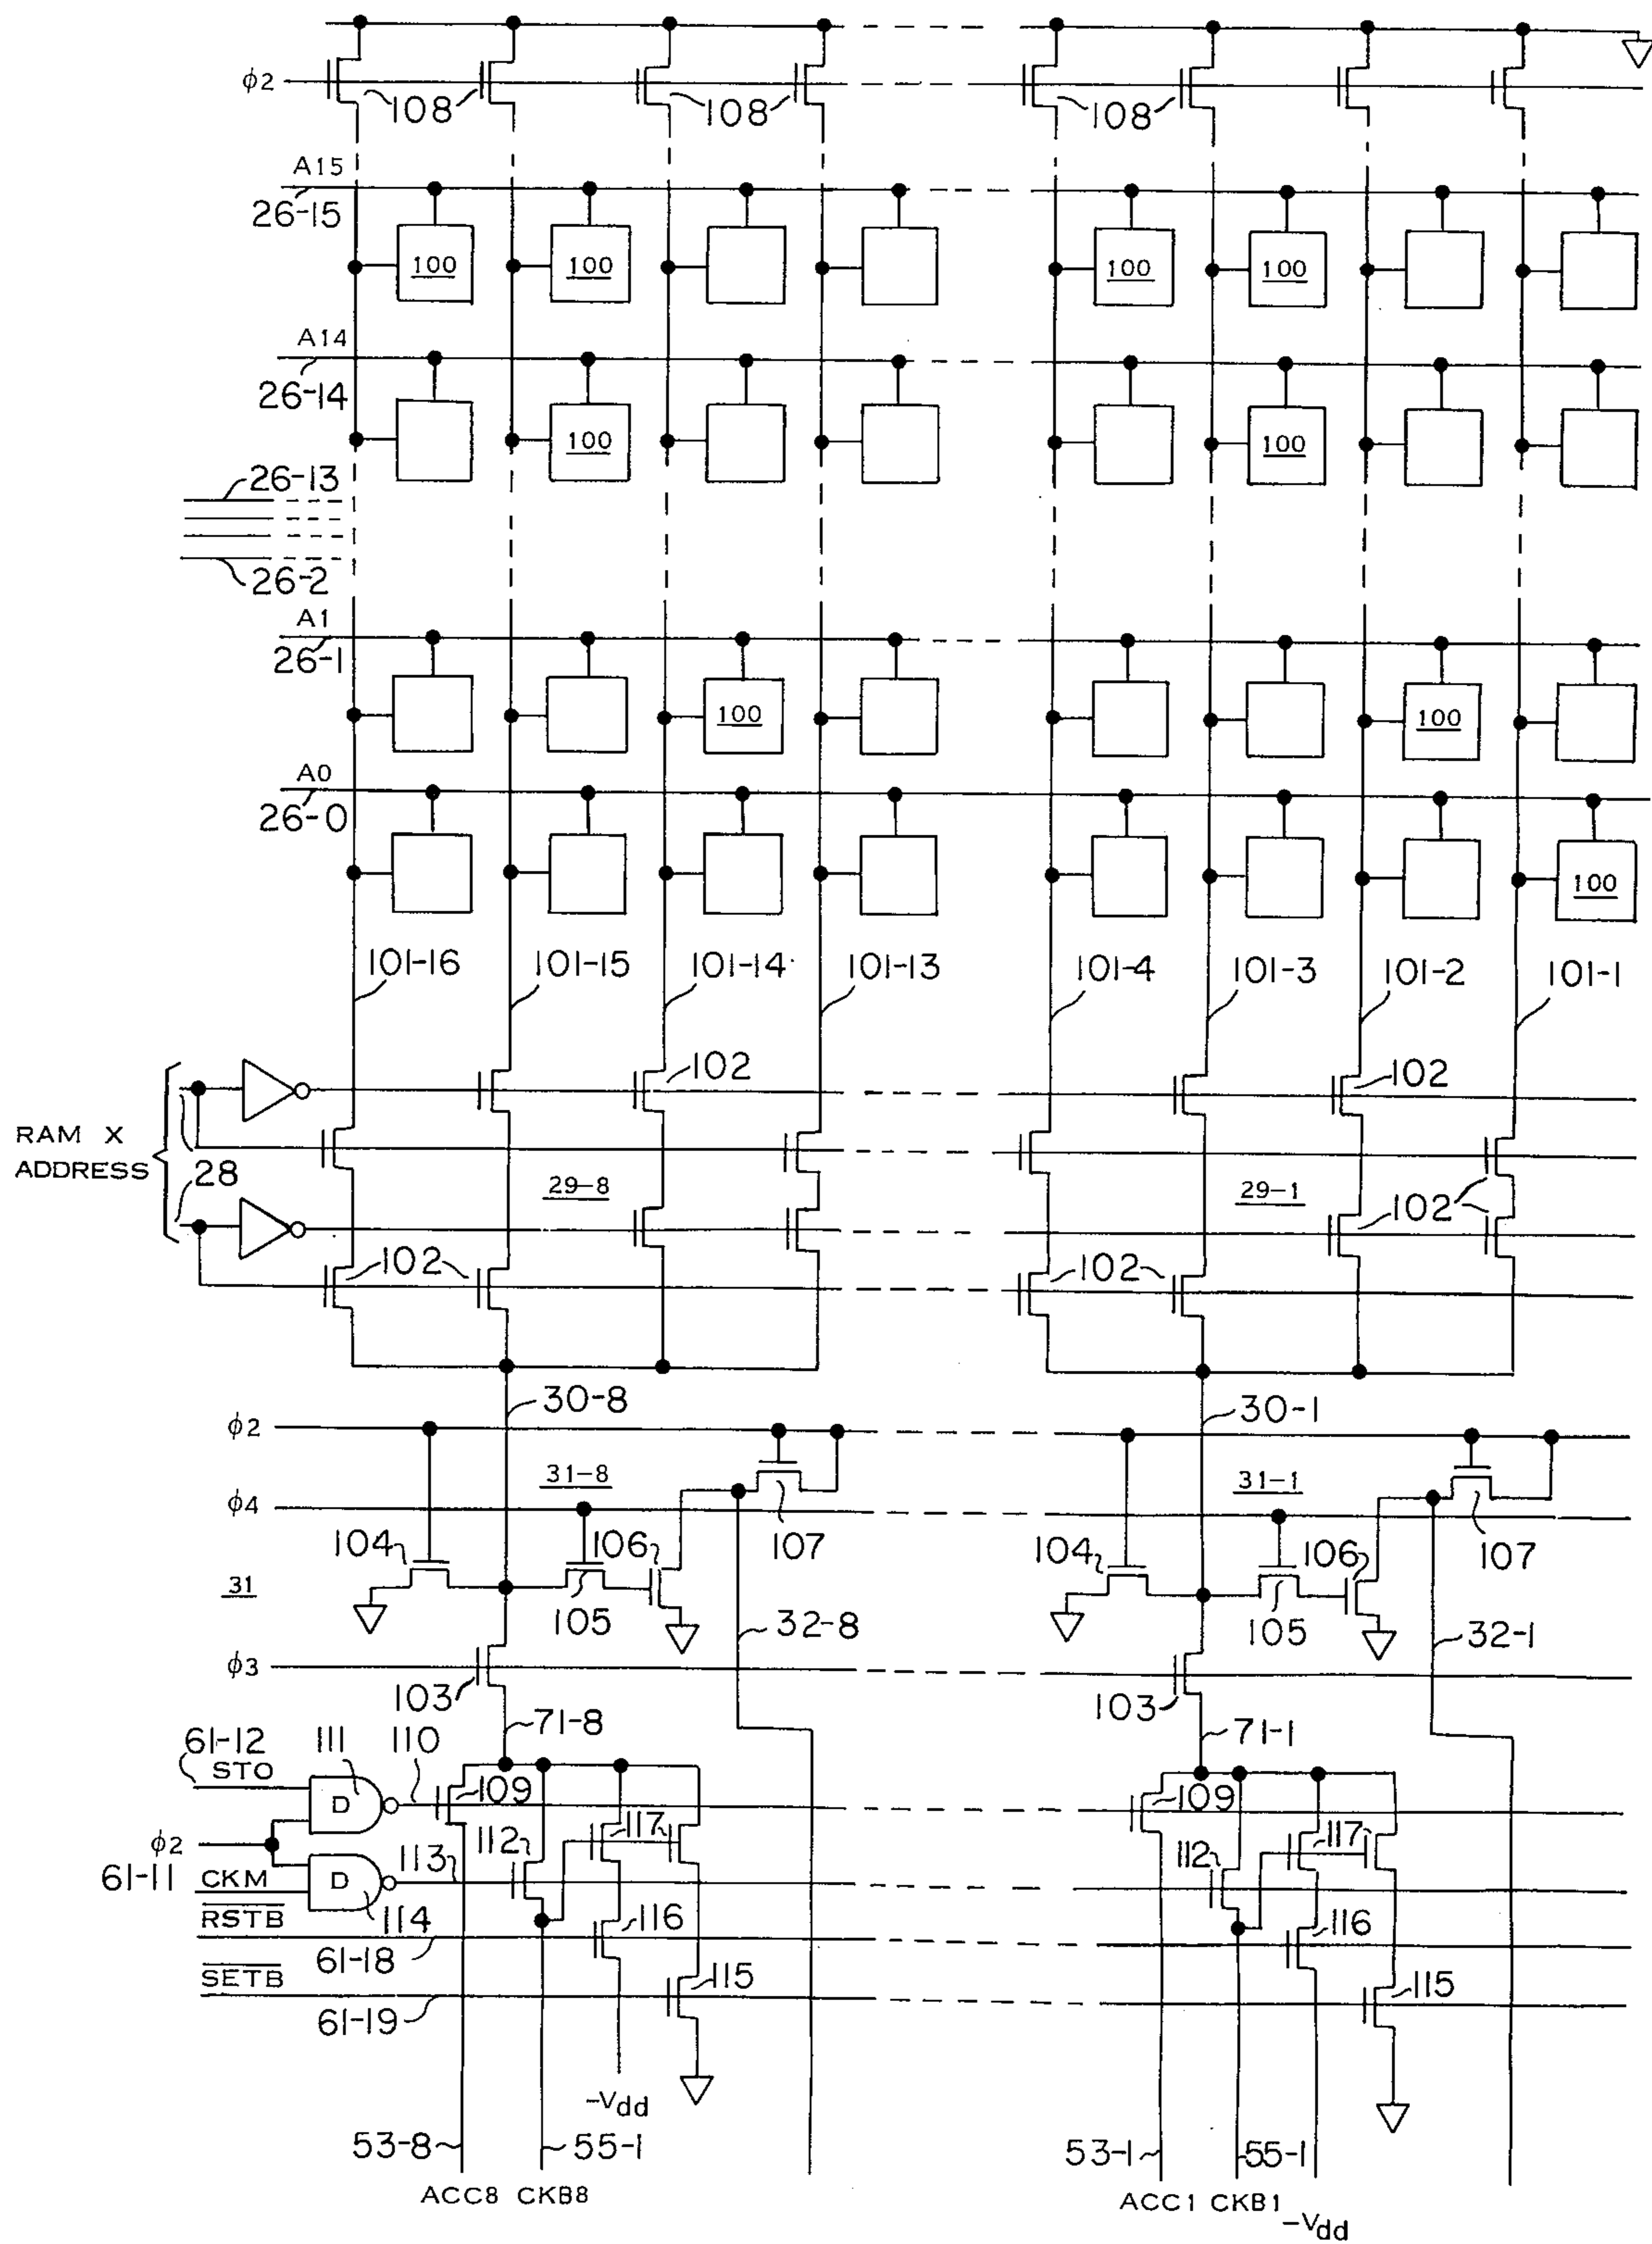 ϕ2
108 108 108
A15
26-15
100 100 100 100
A14
26-14
100 100
26-13
26-2
A1
26-1
100 100
A0
26-0
100
101-16 101-15 101-14 101-13 101-4 101-3 101-2 101-1
102 102
RAM X
ADDRESS
28
29-8 29-1
102 102
102 102
30-8 30-1
ϕ2
31-8 31-1
ϕ4
104 106 107 104 106 107
31
105 32-8 105 32-1
ϕ3
103 103
71-8 71-1
61-12 111 110
STO
D
109 109
ϕ2
112 117 112 117
61-11
CKM
D
113
RSTB
114 116 116
61-18
SETB
115 115
61-19
-Vdd
53-8 55-1 53-1 55-1
ACC8 CKB8 ACC1 CKB1
-Vdd